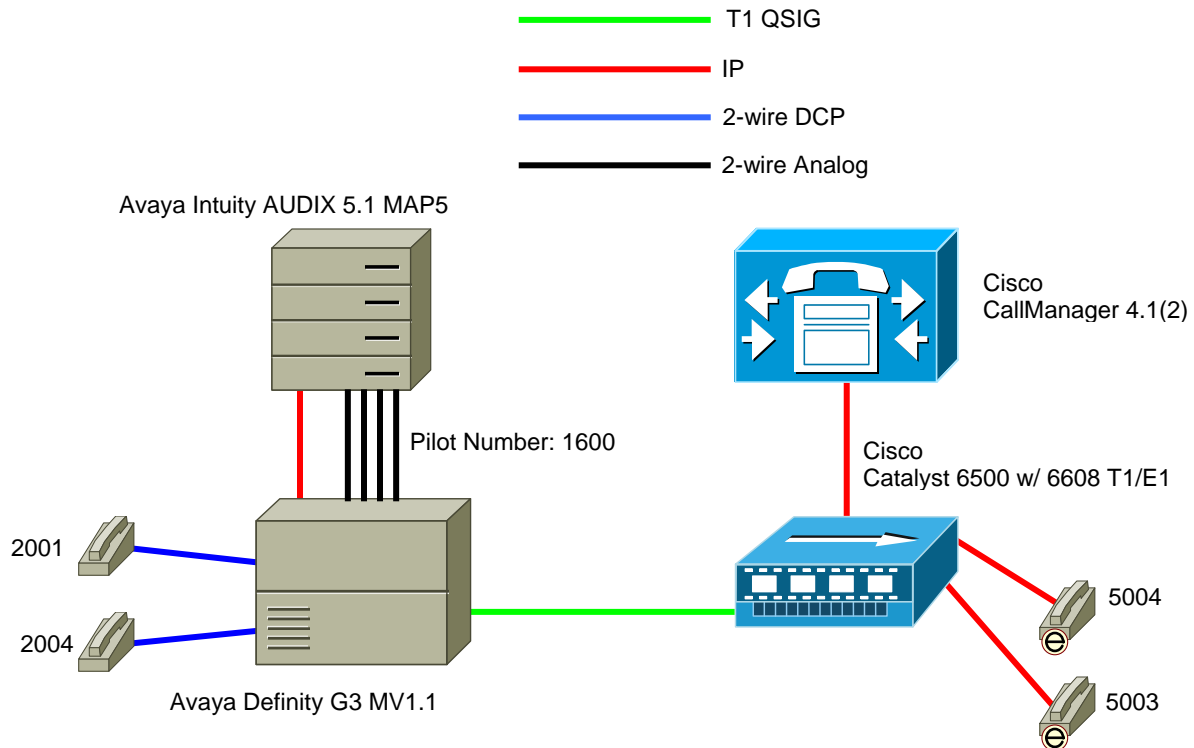 T1 QSIG
IP
2-wire DCP
2-wire Analog
Avaya Intuity AUDIX 5.1 MAP5
Cisco
CallManager 4.1(2)
Pilot Number: 1600
Cisco
Catalyst 6500 w/ 6608 T1/E1
2001
2004
5004
e
5003
e
Avaya Definity G3 MV1.1